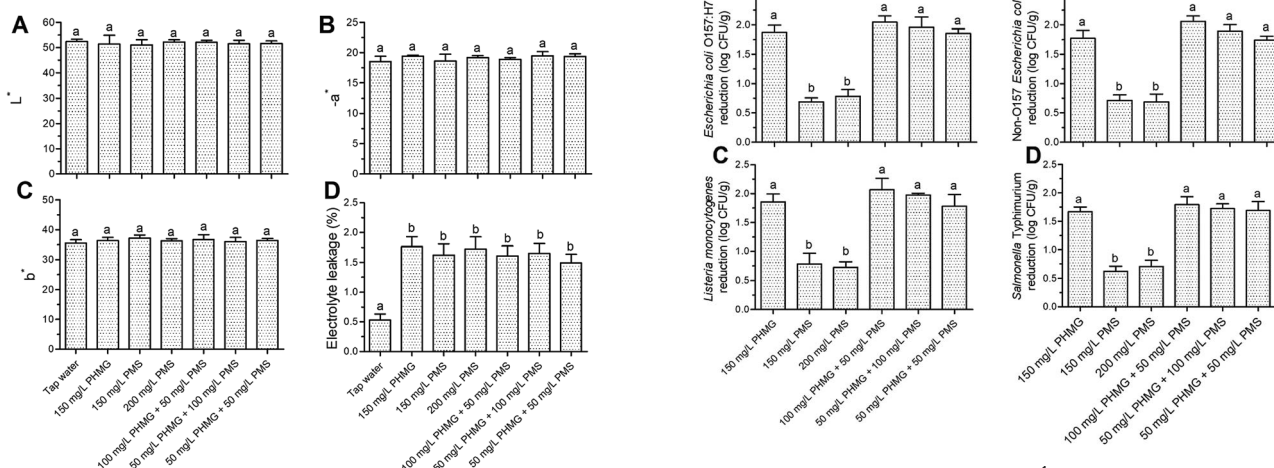 A
L*
60
50
40
30
20
10
0
a a a a a a a
B
-a*
25
20
15
10
5
0
a a a a a a a
C
b*
50
40
30
20
10
0
a a a a a a a
Tap water
150 mg/L PHMG
150 mg/L PMS
200 mg/L PMS
100 mg/L PHMG + 50 mg/L PMS
50 mg/L PHMG + 100 mg/L PMS
50 mg/L PHMG + 50 mg/L PMS
D
Electrolyte leakage (%)
2.5
2.0
1.5
1.0
0.5
0.0
a b b b b b b
Tap water
150 mg/L PHMG
150 mg/L PMS
200 mg/L PMS
100 mg/L PHMG + 50 mg/L PMS
50 mg/L PHMG + 100 mg/L PMS
50 mg/L PHMG + 50 mg/L PMS
Escherichia coli O157:H7
reduction (log CFU/g)
2.0
1.5
1.0
0.5
0.0
a b b a a a
Non-O157 Escherichia coli
reduction (log CFU/g)
2.0
1.5
1.0
0.5
0.0
a b b a a a
C
Listeria monocytogenes
reduction (log CFU/g)
2.5
2.0
1.5
1.0
0.5
0.0
a b b a a a
150 mg/L PHMG
150 mg/L PMS
200 mg/L PMS
100 mg/L PHMG + 50 mg/L PMS
50 mg/L PHMG + 100 mg/L PMS
50 mg/L PHMG + 50 mg/L PMS
D
Salmonella Typhimurium
reduction (log CFU/g)
2.5
2.0
1.5
1.0
0.5
0.0
a b b a a a
150 mg/L PHMG
150 mg/L PMS
200 mg/L PMS
100 mg/L PHMG + 50 mg/L PMS
50 mg/L PHMG + 100 mg/L PMS
50 mg/L PHMG + 50 mg/L PMS